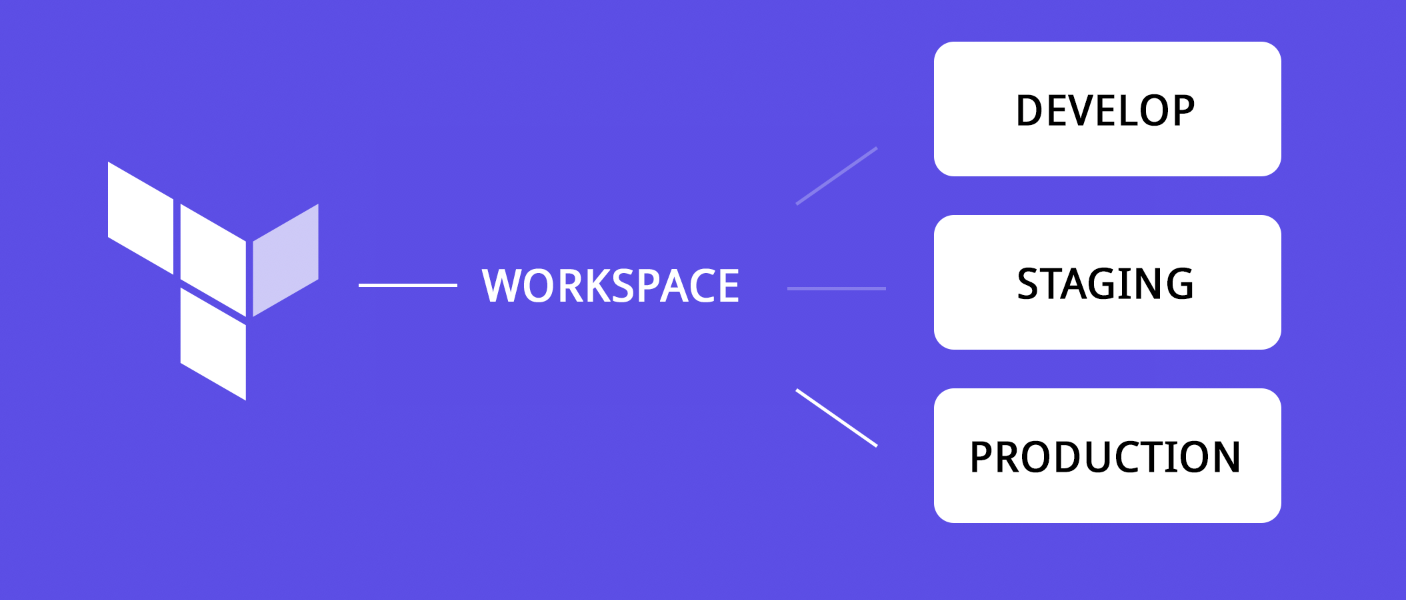 DEVELOP
WORKSPACE
STAGING
PRODUCTION